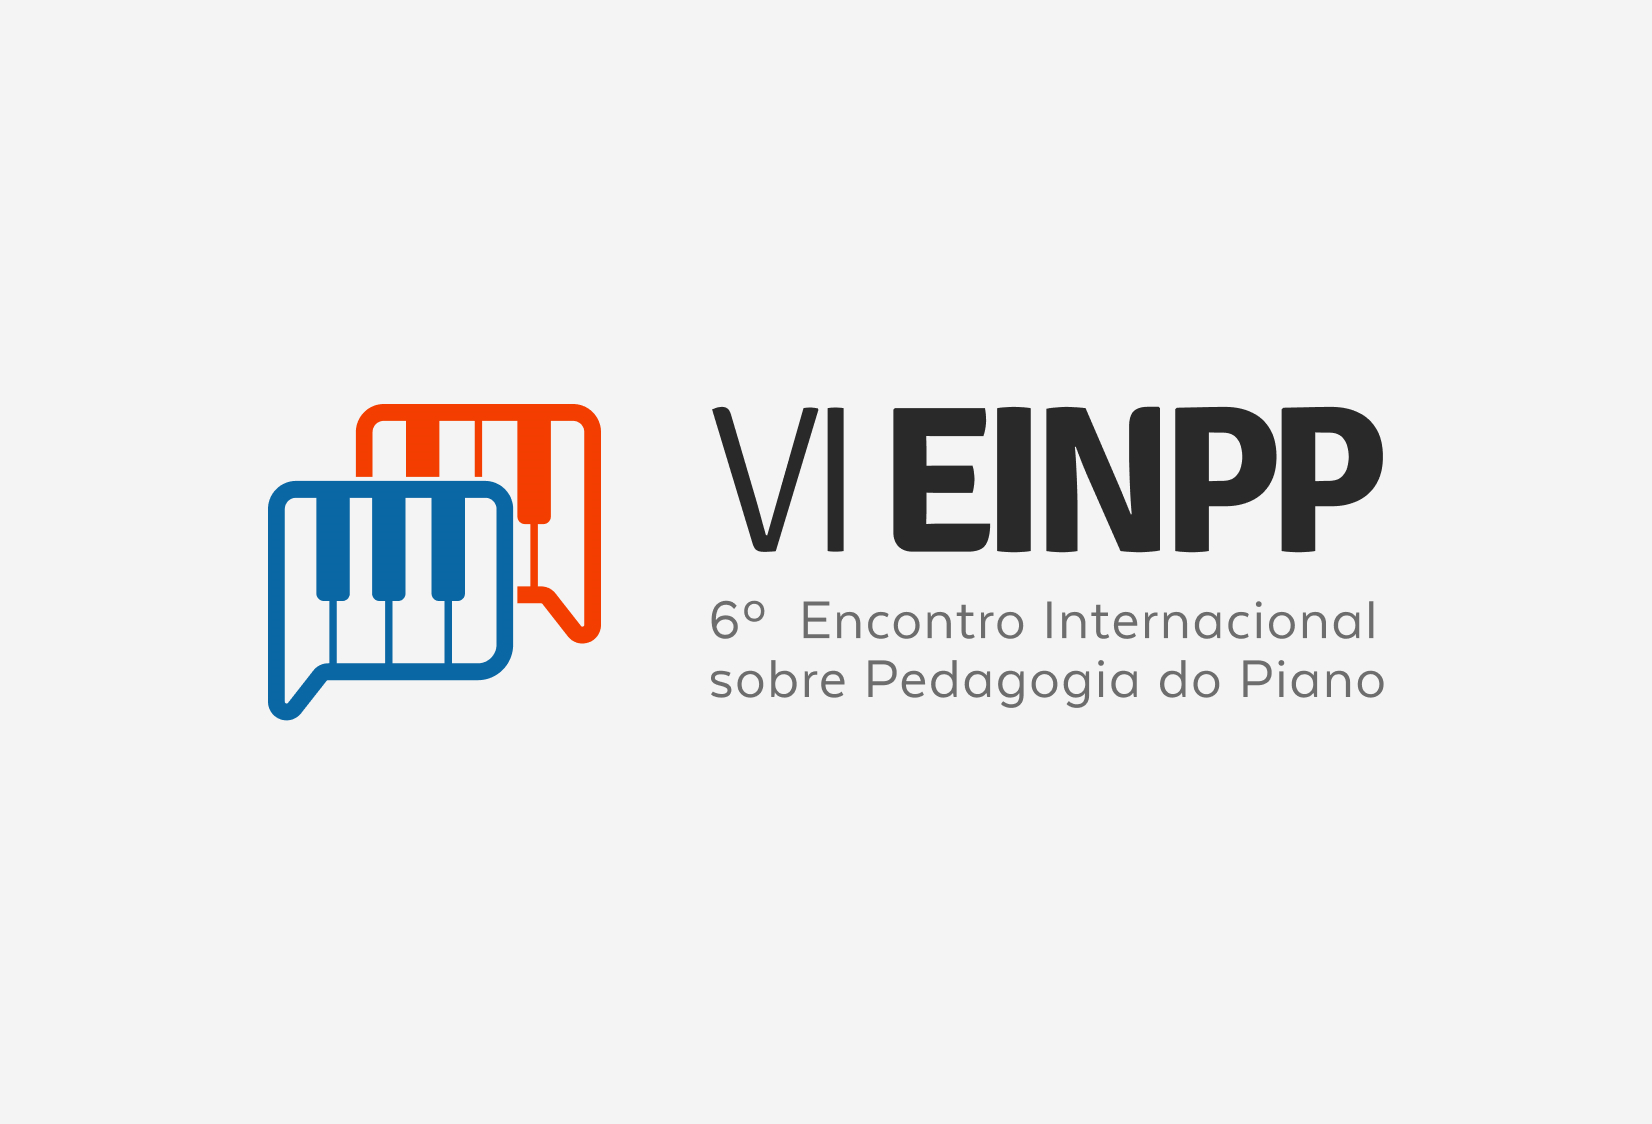 VI EINPP
6º Encontro Internacional
sobre Pedagogia do Piano